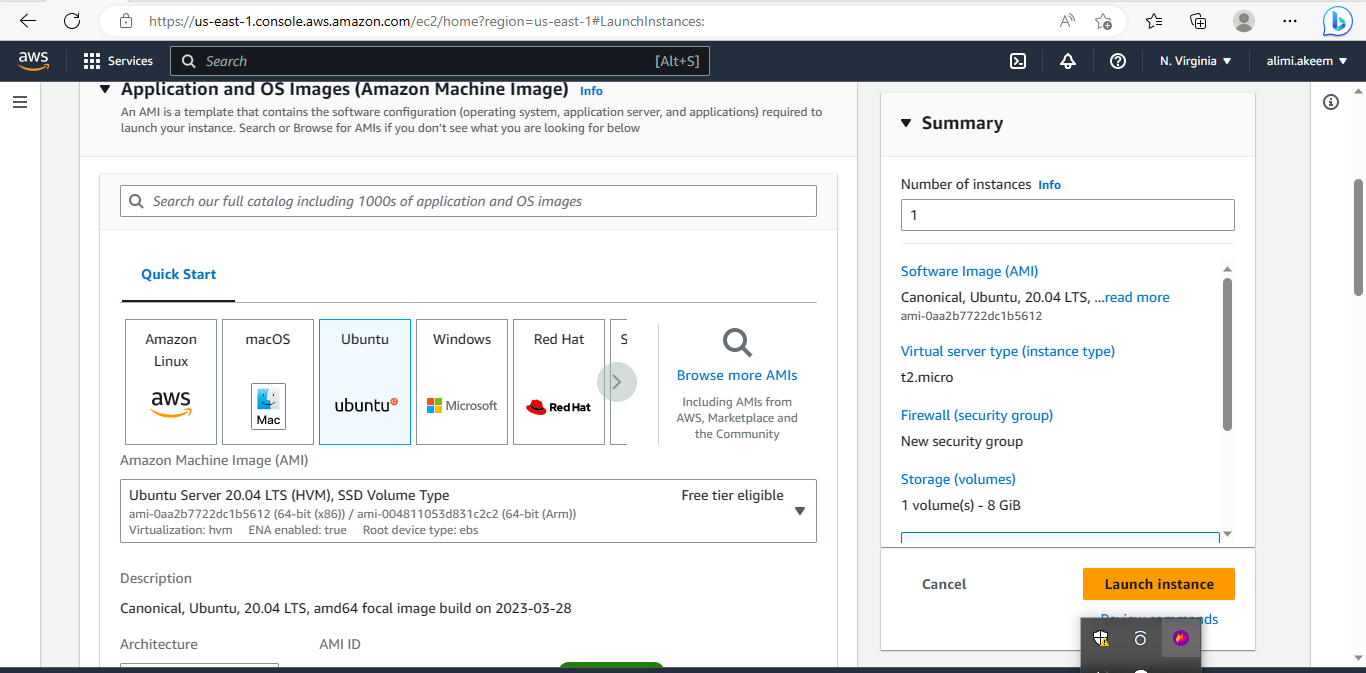 https://us-east-1.console.aws.amazon.com/ec2/home?region=us-east-1#LaunchInstances:
aws
Services
Search
[Alt+S]
N. Virginia
alimi.akeem
Application and OS Images (Amazon Machine Image) Info
An AMI is a template that contains the software configuration (operating system, application server, and applications) required to
launch your instance. Search or Browse for AMIs if you don't see what you are looking for below
Search our full catalog including 1000s of application and OS images
Quick Start
Amazon
Linux
aws
macOS
Mac
Ubuntu
ubuntu
Windows
Microsoft
Red Hat
Red Hat
S
Browse more AMIs
Including AMIs from
AWS, Marketplace and
the Community
Amazon Machine Image (AMI)
Ubuntu Server 20.04 LTS (HVM), SSD Volume Type
Free tier eligible
ami-0aa2b7722dc1b5612 (64-bit (x86)) / ami-004811053d831c2c2 (64-bit (Arm))
Virtualization: hvm ENA enabled: true Root device type: ebs
Description
Canonical, Ubuntu, 20.04 LTS, amd64 focal image build on 2023-03-28
Architecture
AMI ID
Summary
Number of instances Info
1
Software Image (AMI)
Canonical, Ubuntu, 20.04 LTS, ...read more
ami-0aa2b7722dc1b5612
Virtual server type (instance type)
t2.micro
Firewall (security group)
New security group
Storage (volumes)
1 volume(s) - 8 GiB
Cancel
Launch instance